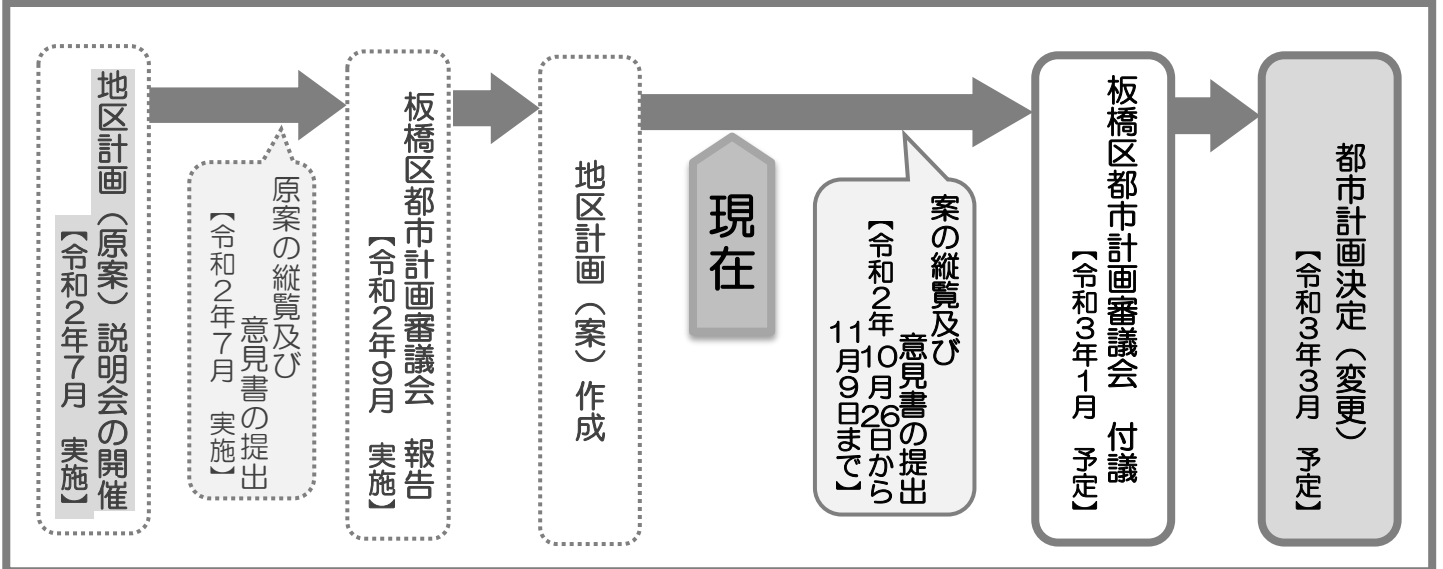 地区計画（原案）説明会の開催
【令和２年７月　実施】
原案の縦覧及び
意見書の提出
【令和２年７月　実施】
板橋区都市計画審議会　報告
【令和２年９月　実施】
地区計画（案）作成
現在
案の縦覧及び
意見書の提出
【令和２年10月26日から
11月９日まで】
板橋区都市計画審議会　付議
【令和３年１月　予定】
都市計画決定（変更）
【令和３年３月　予定】